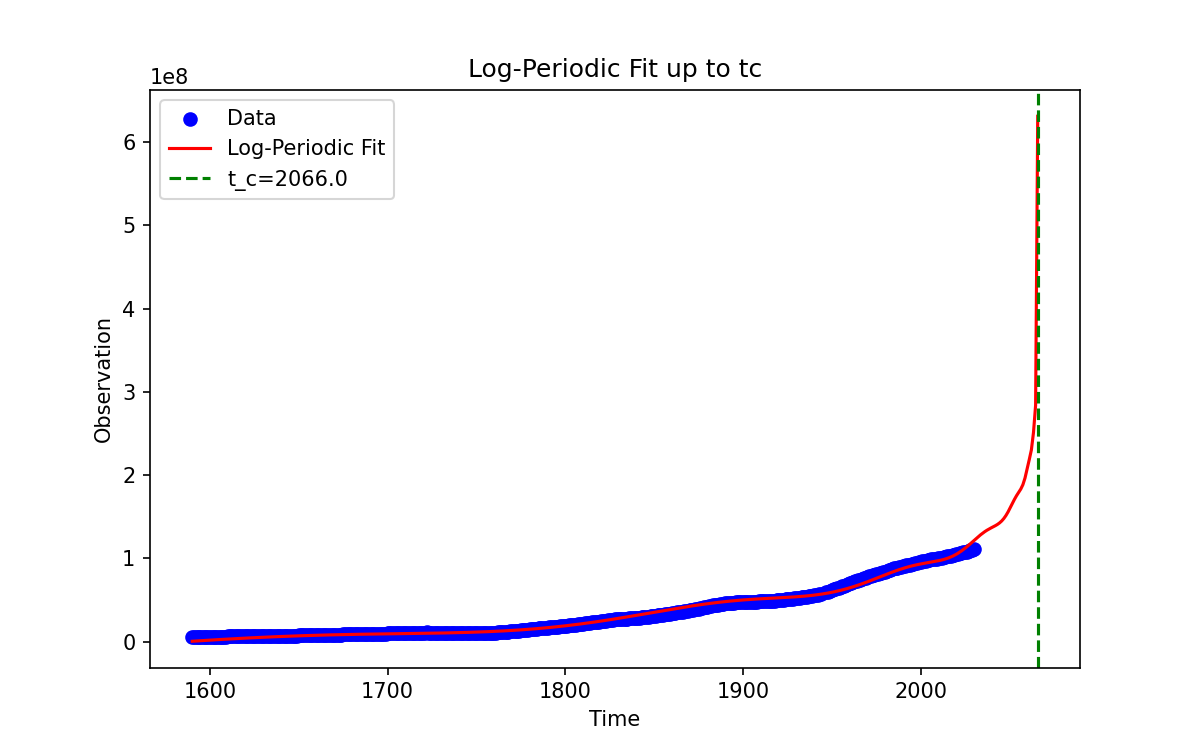 Log-Periodic Fit up to tc
1e8
Data
Log-Periodic Fit
t_c=2066.0
6
5
4
3
2
1
0
Observation
1600 1700 1800 1900 2000
Time